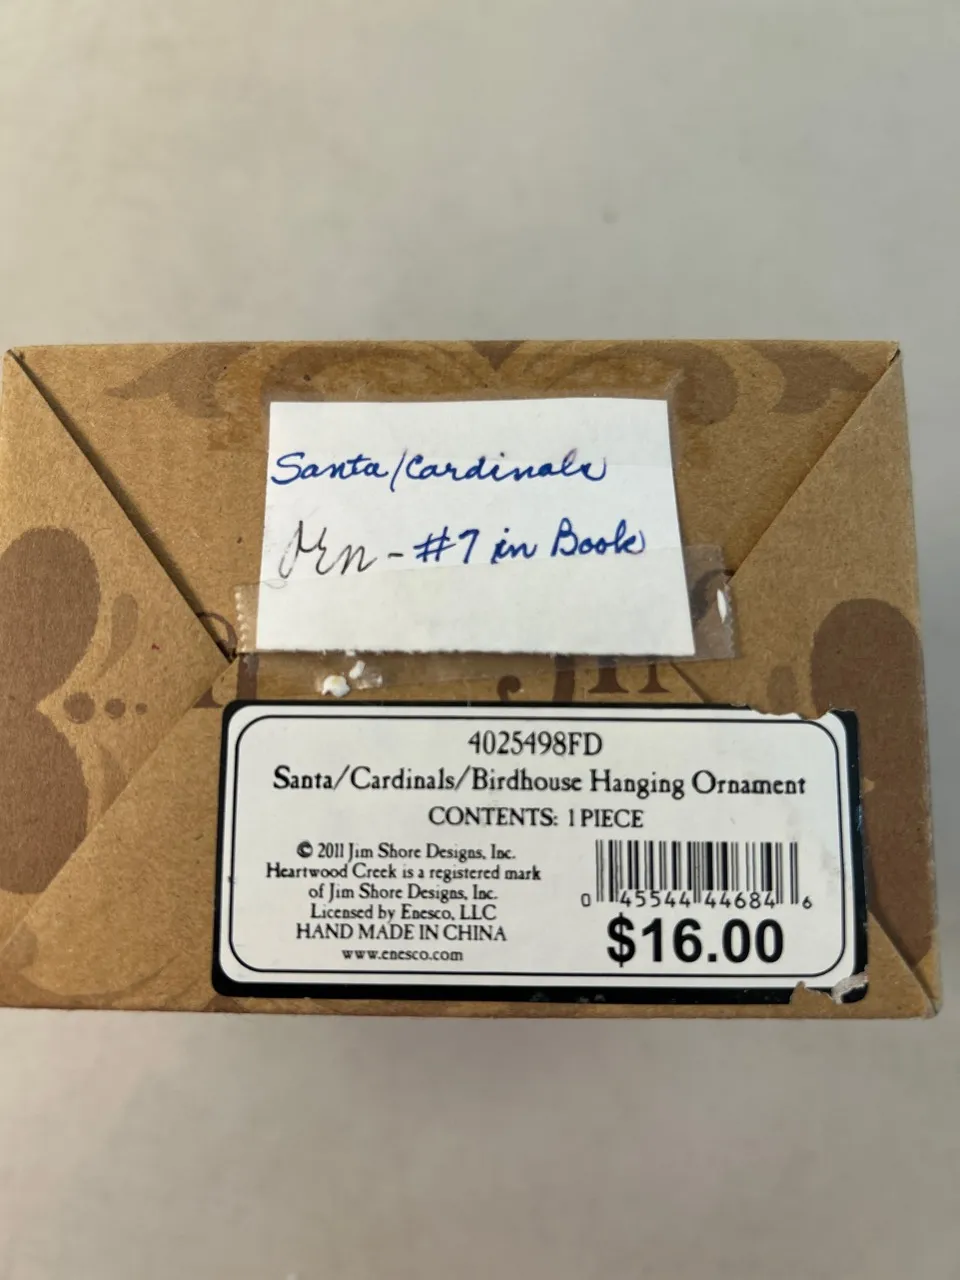 Santa/Cardinals
Orn - #7 in Book
4025498FD
Santa/Cardinals/Birdhouse Hanging Ornament
CONTENTS: 1 PIECE
© 2011 Jim Shore Designs, Inc.
Heartwood Creek is a registered mark
of Jim Shore Designs, Inc.
Licensed by Enesco, LLC
HAND MADE IN CHINA
www.enesco.com
0 45544 44684 6
$16.00